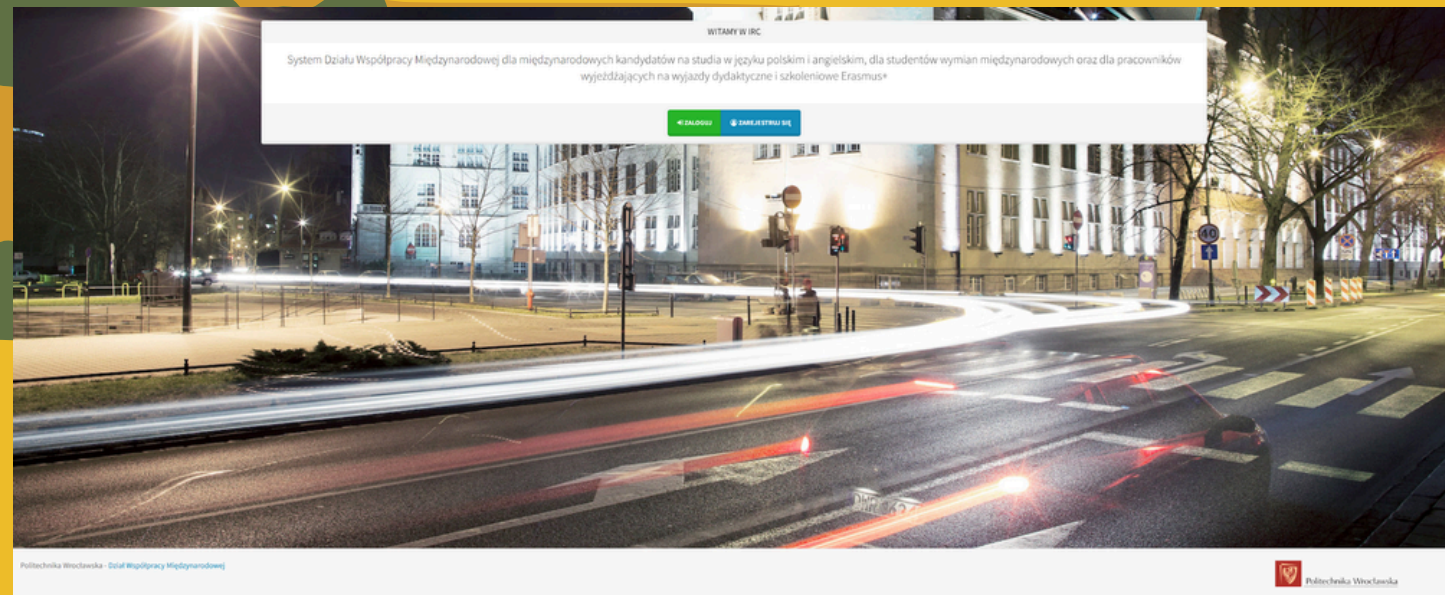 WITAMY W IRC
System Działu Współpracy Międzynarodowej dla międzynarodowych kandydatów na studia w języku polskim i angielskim, dla studentów wymian międzynarodowych oraz dla pracowników
wyjeżdżających na wyjazdy dydaktyczne i szkoleniowe Erasmus+
ZALOGUJ ZAREJESTRUJ SIĘ
40
Politechnika Wrocławska - Dział Współpracy Międzynarodowej
Politechnika Wrocławska